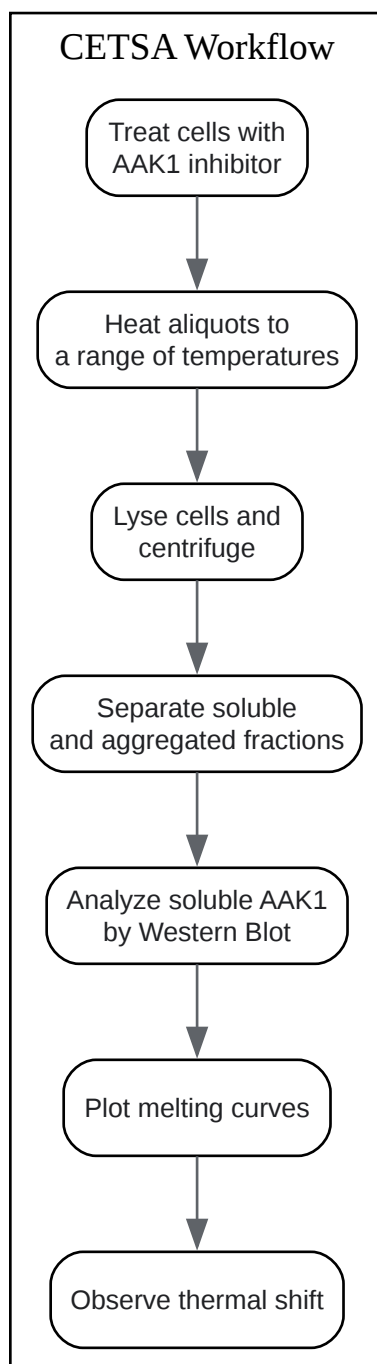 CETSA Workflow
Treat cells with
AAK1 inhibitor
Heat aliquots to
a range of temperatures
Lyse cells and
centrifuge
Separate soluble
and aggregated fractions
Analyze soluble AAK1
by Western Blot
Plot melting curves
Observe thermal shift